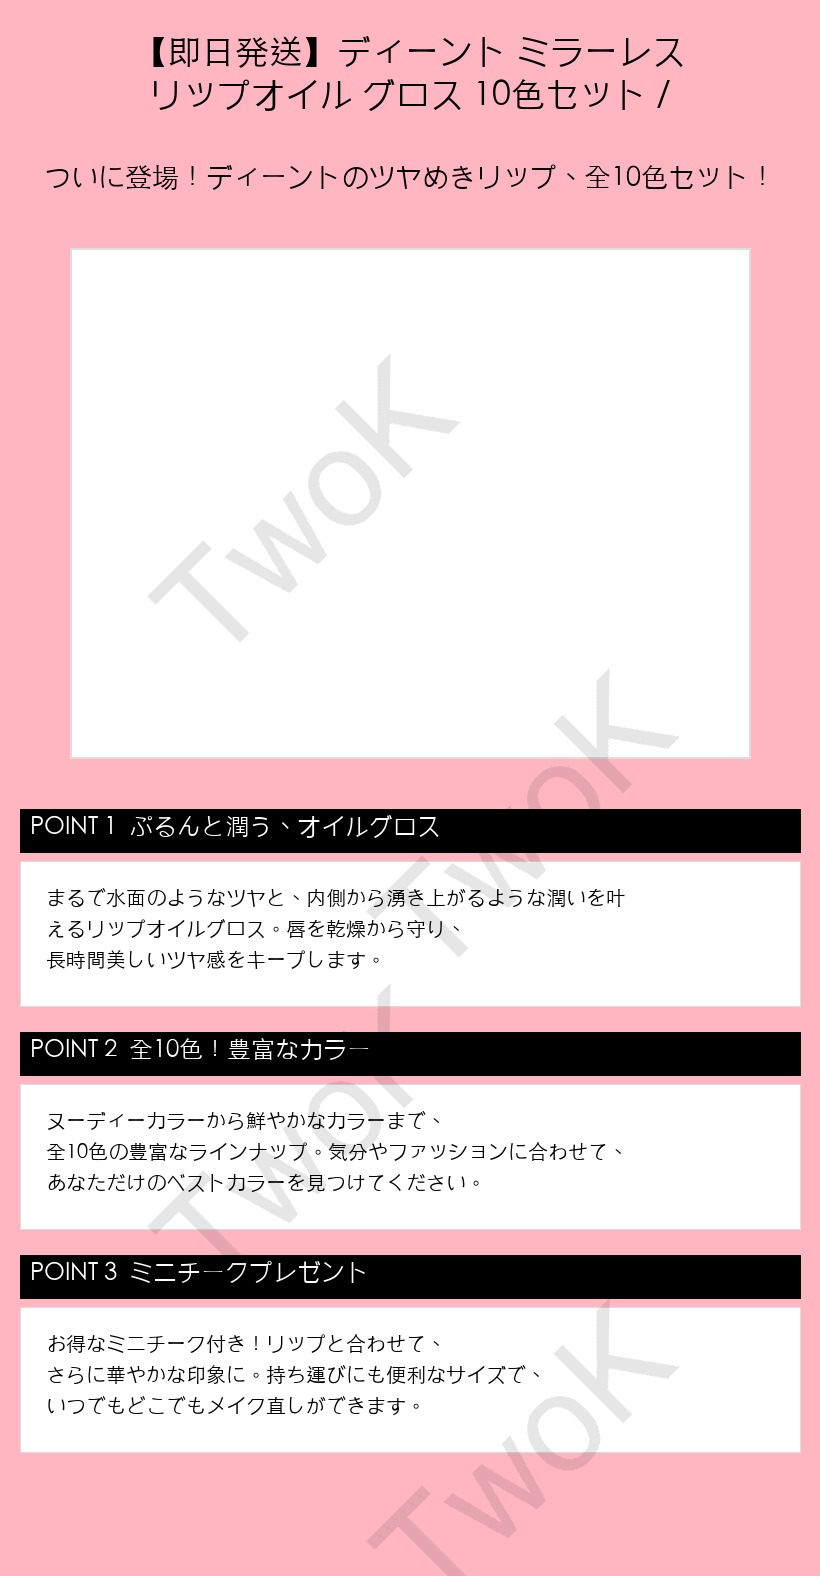 【即日発送】ディーント ミラーレス
リップオイル グロス 10色セット /
ついに登場！ディーントのツヤめきリップ、全10色セット！
TwoK
TwoK
POINT 1 ぷるんと潤う、オイルグロス
まるで水面のようなツヤと、内側から湧き上がるような潤いを叶
えるリップオイルグロス。唇を乾燥から守り、
長時間美しいツヤ感をキープします。
TwoK
POINT 2 全10色！豊富なカラー
ヌーディーカラーから鮮やかなカラーまで、
全10色の豊富なラインナップ。気分やファッションに合わせて、
あなただけのベストカラーを見つけてください。
POINT 3 ミニチークプレゼント
お得なミニチーク付き！リップと合わせて、
さらに華やかな印象に。持ち運びにも便利なサイズで、
いつでもどこでもメイク直しができます。
TwoK